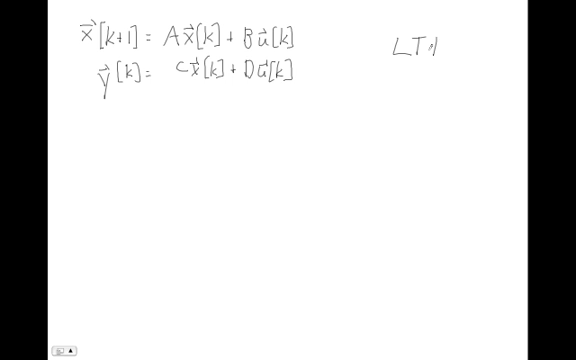 x⃗[k+1] = Ax⃗[k] + Bu⃗[k]
y⃗[k] = Cx⃗[k] + Du⃗[k]
LTI